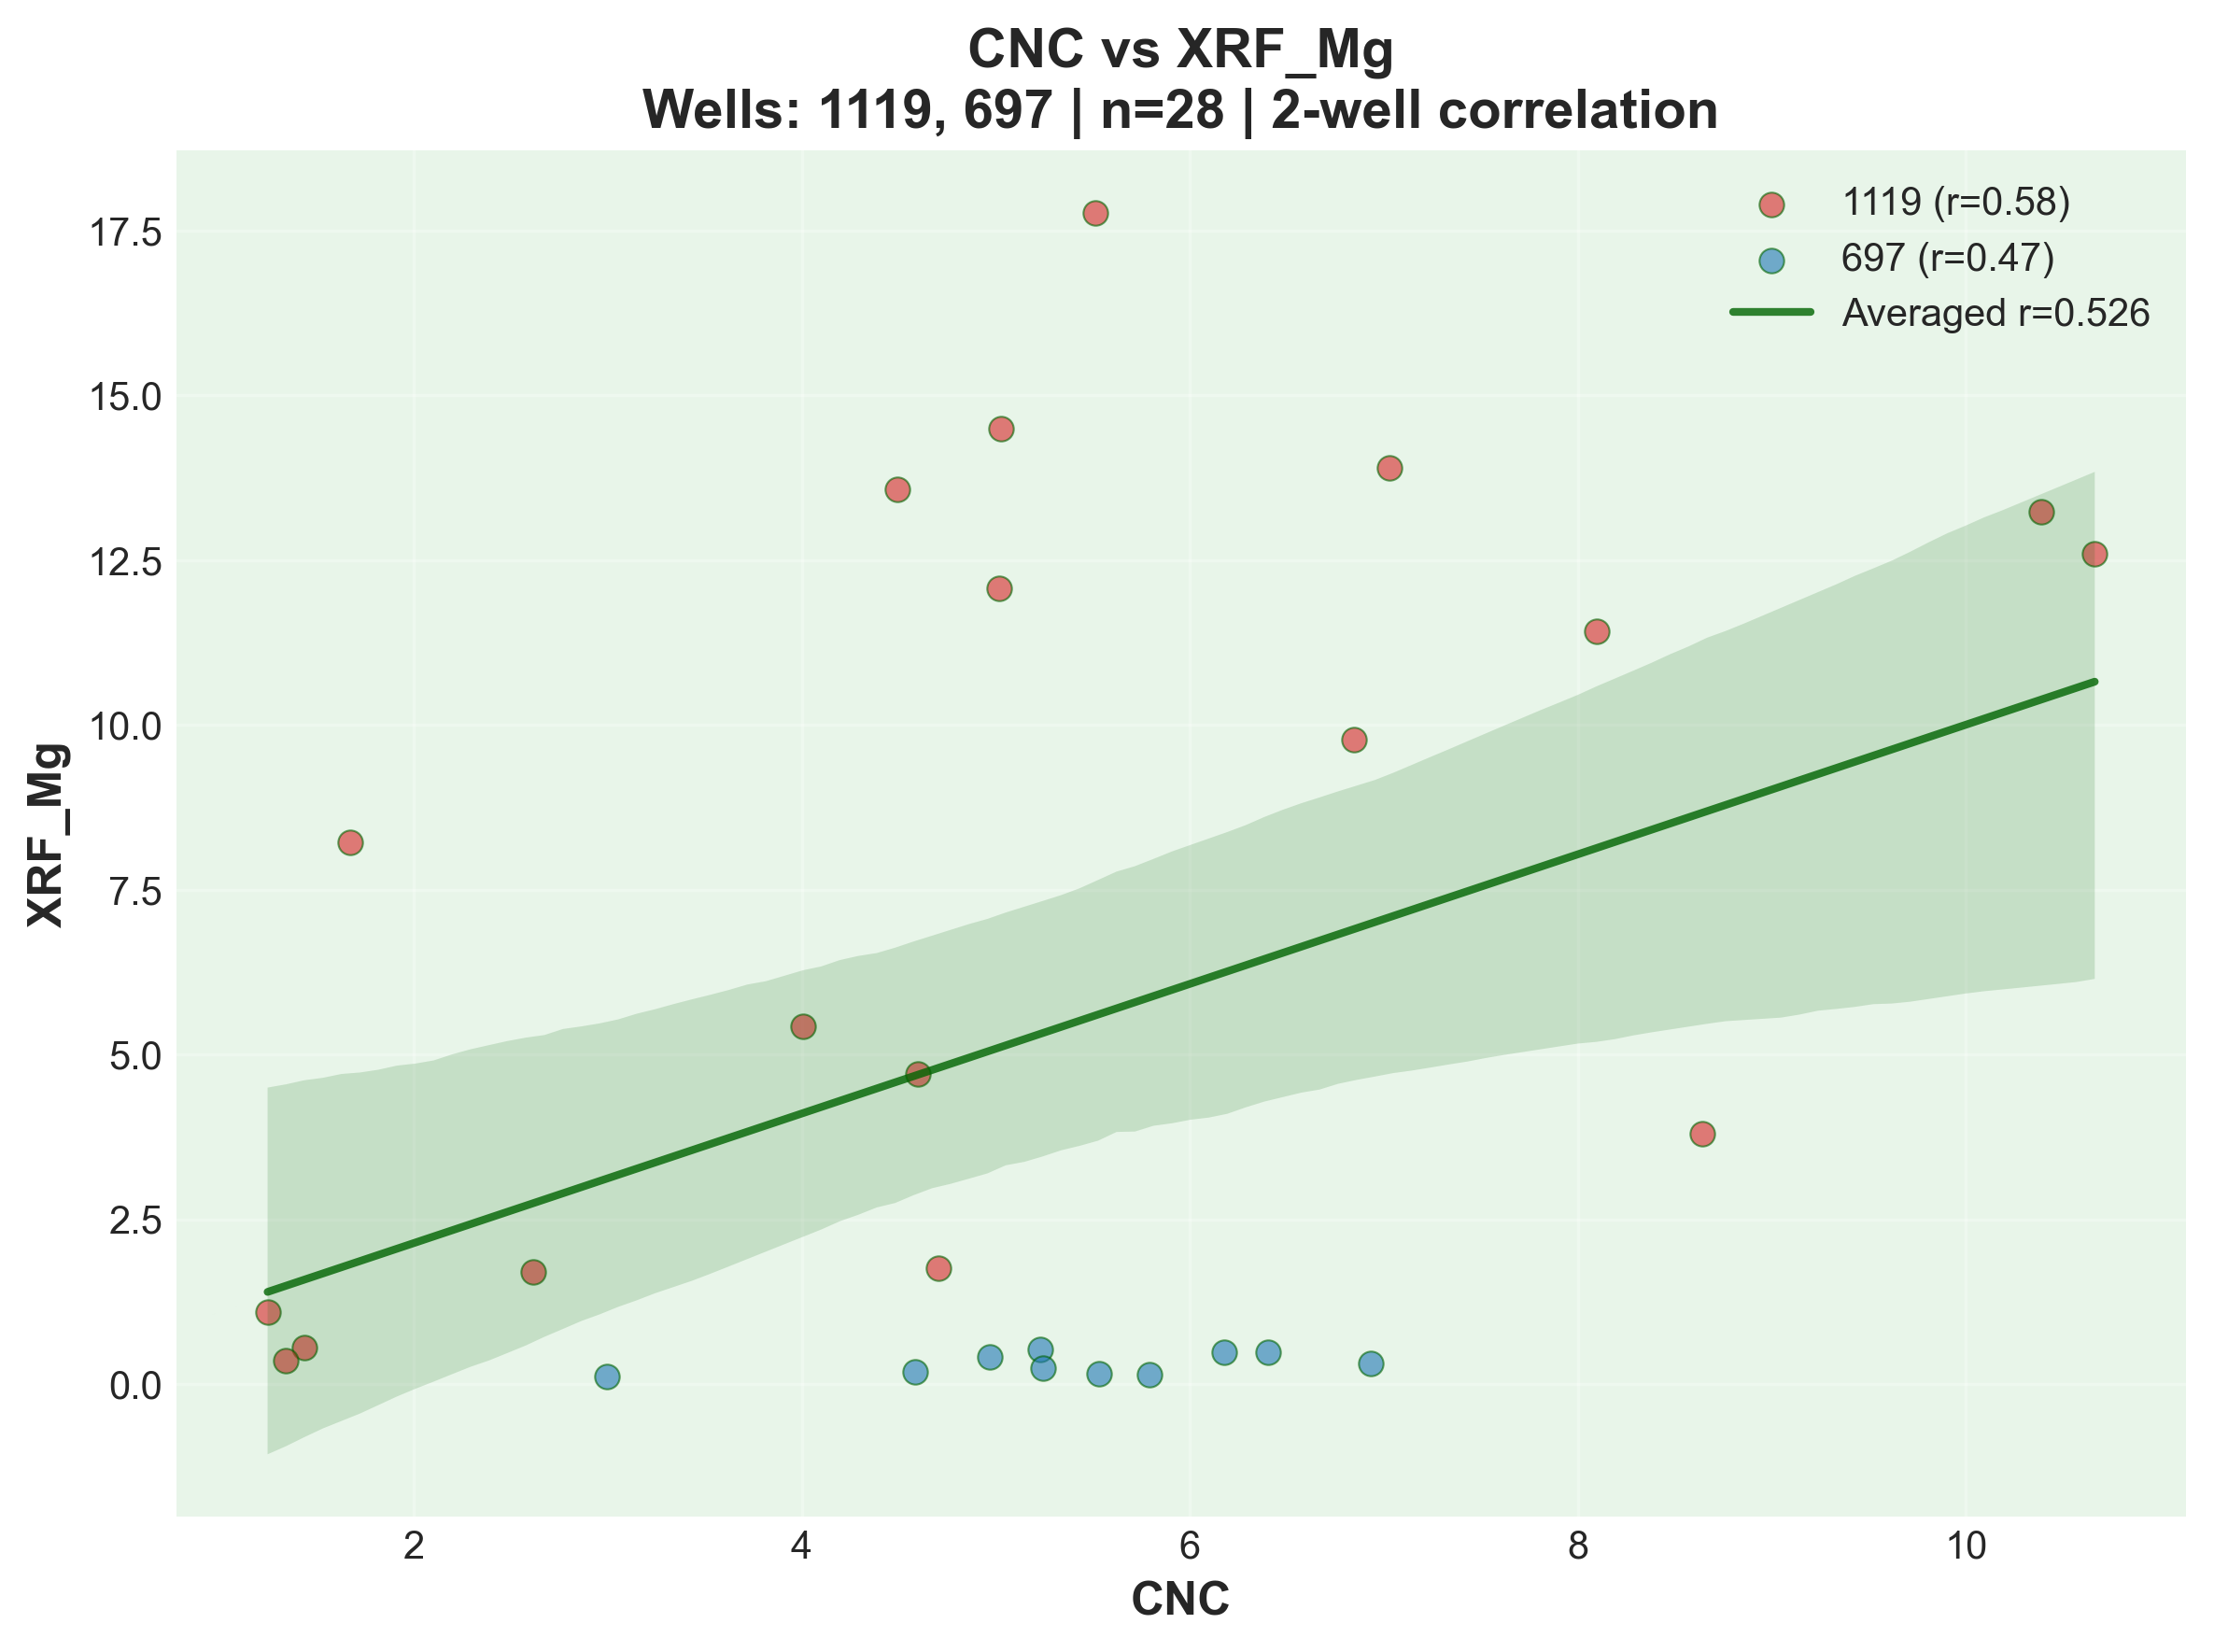 CNC vs XRF_Mg
Wells: 1119, 697 | n=28 | 2-well correlation
1119 (r=0.58)
697 (r=0.47)
Averaged r=0.526
XRF_Mg
17.5
15.0
12.5
10.0
7.5
5.0
2.5
0.0
2 4 6 8 10
CNC